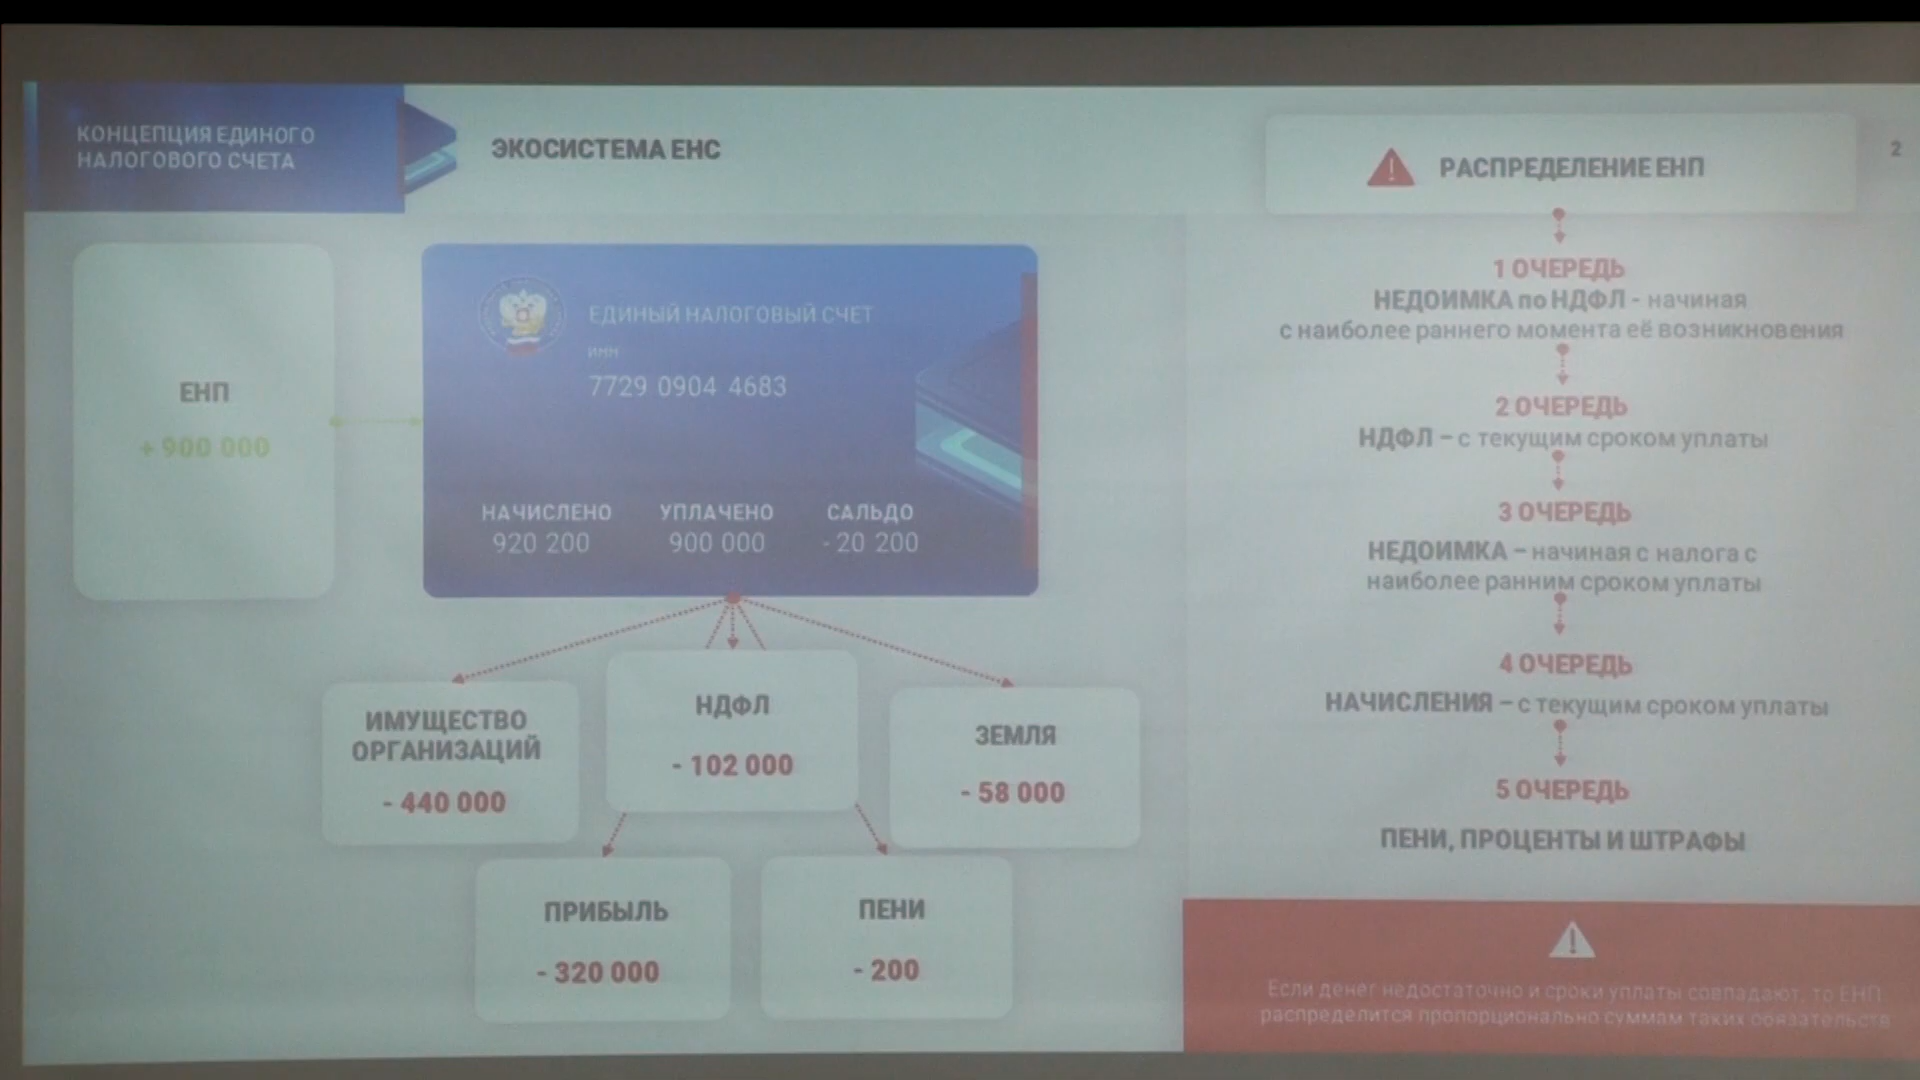 КОНЦЕПЦИЯ ЕДИНОГО
НАЛОГОВОГО СЧЕТА
ЭКОСИСТЕМА ЕНС
ЕНП
+ 900 000
ЕДИНЫЙ НАЛОГОВЫЙ СЧЕТ
ИНН
7729 0904 4683
НАЧИСЛЕНО УПЛАЧЕНО САЛЬДО
920 200 900 000 - 20 200
ИМУЩЕСТВО
ОРГАНИЗАЦИЙ
- 440 000
НДФЛ
- 102 000
ЗЕМЛЯ
- 58 000
ПРИБЫЛЬ
- 320 000
ПЕНИ
- 200
РАСПРЕДЕЛЕНИЕ ЕНП
2
1 ОЧЕРЕДЬ
НЕДОИМКА по НДФЛ - начиная
с наиболее раннего момента её возникновения
2 ОЧЕРЕДЬ
НДФЛ – с текущим сроком уплаты
3 ОЧЕРЕДЬ
НЕДОИМКА – начиная с налога с
наиболее ранним сроком уплаты
4 ОЧЕРЕДЬ
НАЧИСЛЕНИЯ – с текущим сроком уплаты
5 ОЧЕРЕДЬ
ПЕНИ, ПРОЦЕНТЫ И ШТРАФЫ
Если денег недостаточно и сроки уплаты совпадают, то ЕНП
распределится пропорционально суммам таких обязательств